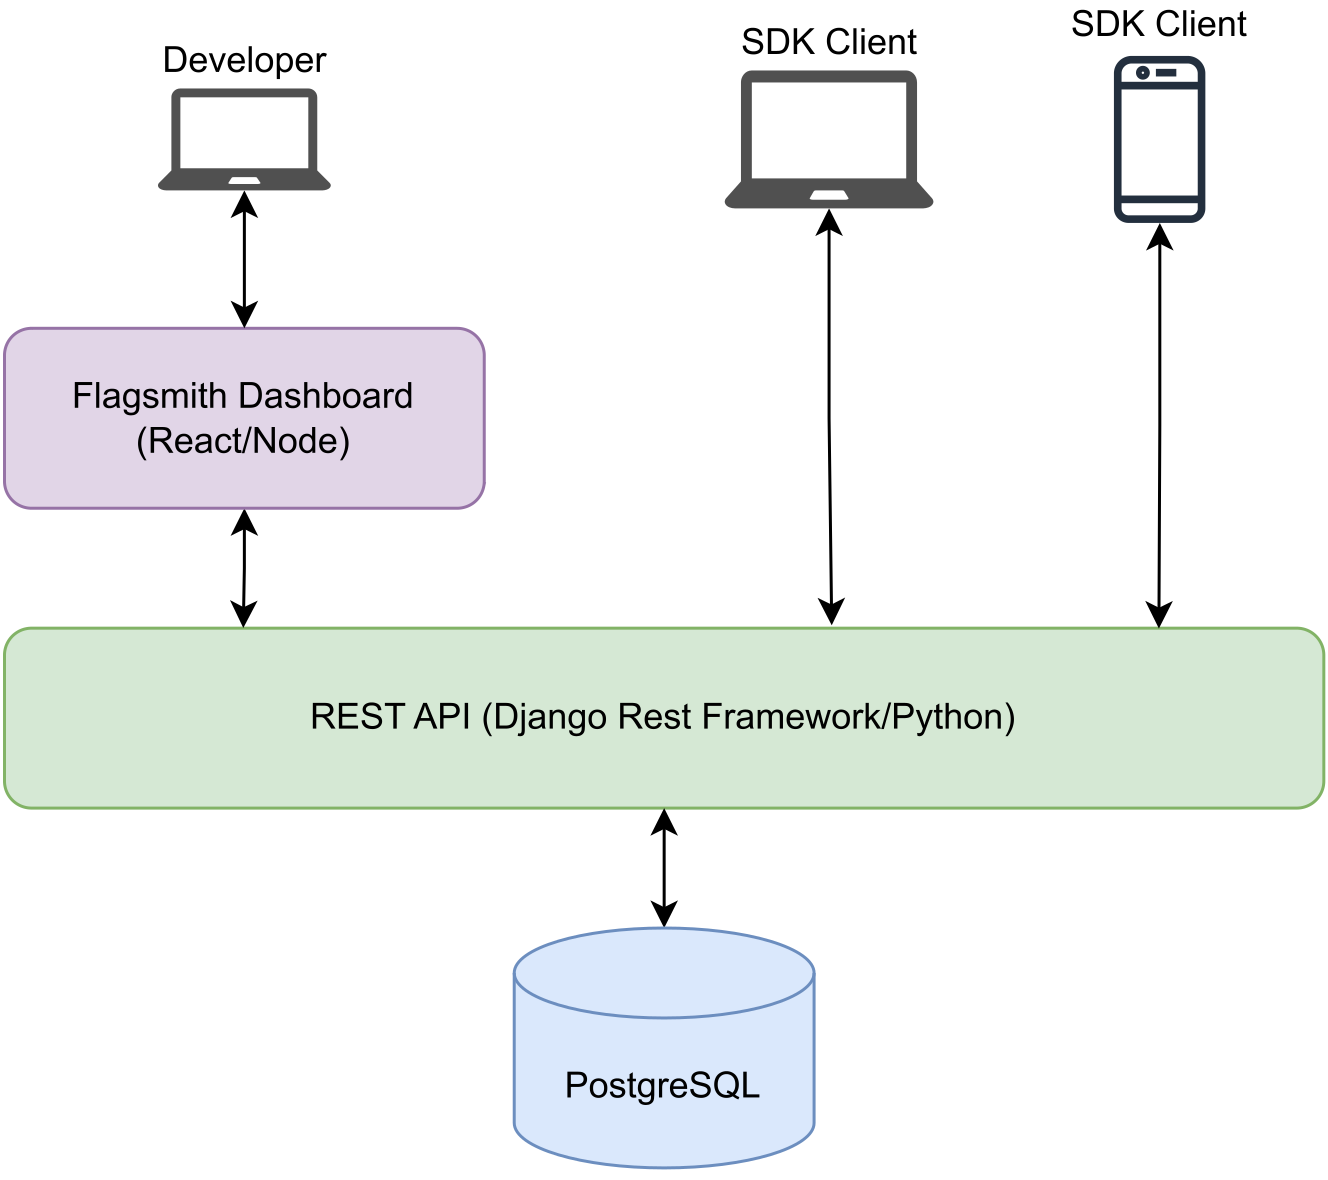 Developer
SDK Client
SDK Client
Flagsmith Dashboard
(React/Node)
REST API (Django Rest Framework/Python)
PostgreSQL